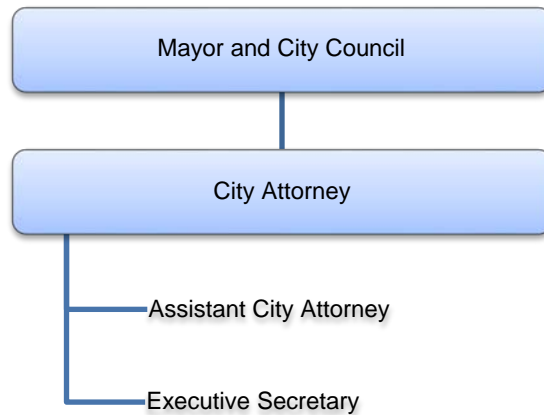 Mayor and City Council
City Attorney
Assistant City Attorney
Executive Secretary